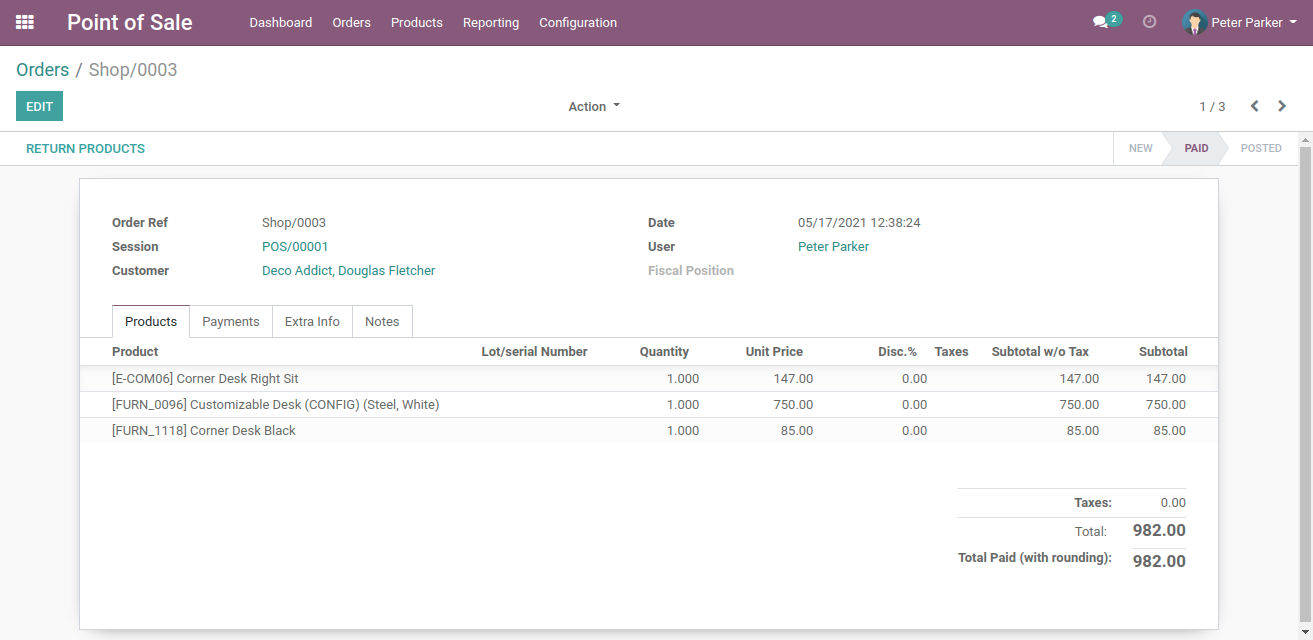 Point of Sale Dashboard Orders Products Reporting Configuration 2 Peter Parker
Orders / Shop/0003
EDIT Action 1 / 3
RETURN PRODUCTS NEW PAID POSTED
Order Ref Shop/0003 Date 05/17/2021 12:38:24
Session POS/00001 User Peter Parker
Customer Deco Addict, Douglas Fletcher Fiscal Position
Products Payments Extra Info Notes
Product Lot/serial Number Quantity Unit Price Disc.% Taxes Subtotal w/o Tax Subtotal
[E-COM06] Corner Desk Right Sit 1.000 147.00 0.00 147.00 147.00
[FURN_0096] Customizable Desk (CONFIG) (Steel, White) 1.000 750.00 0.00 750.00 750.00
[FURN_1118] Corner Desk Black 1.000 85.00 0.00 85.00 85.00
Taxes: 0.00
Total: 982.00
Total Paid (with rounding): 982.00